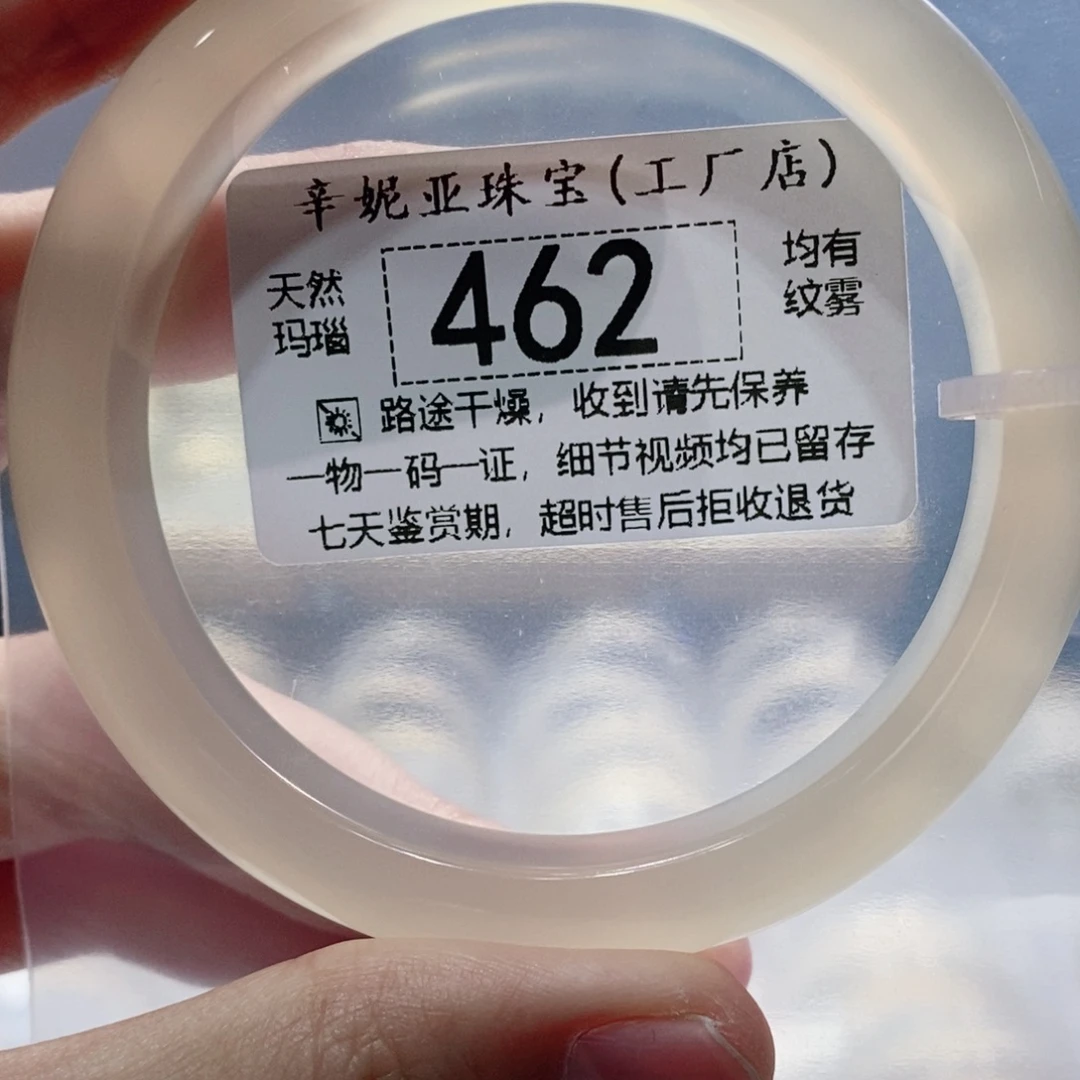 辛妮亚珠宝(工厂店)
天然
玛瑙
462
均有
纹雾
路途干燥，收到请先保养
一物一码一证，细节视频均已留存
七天鉴赏期，超时售后拒收退货